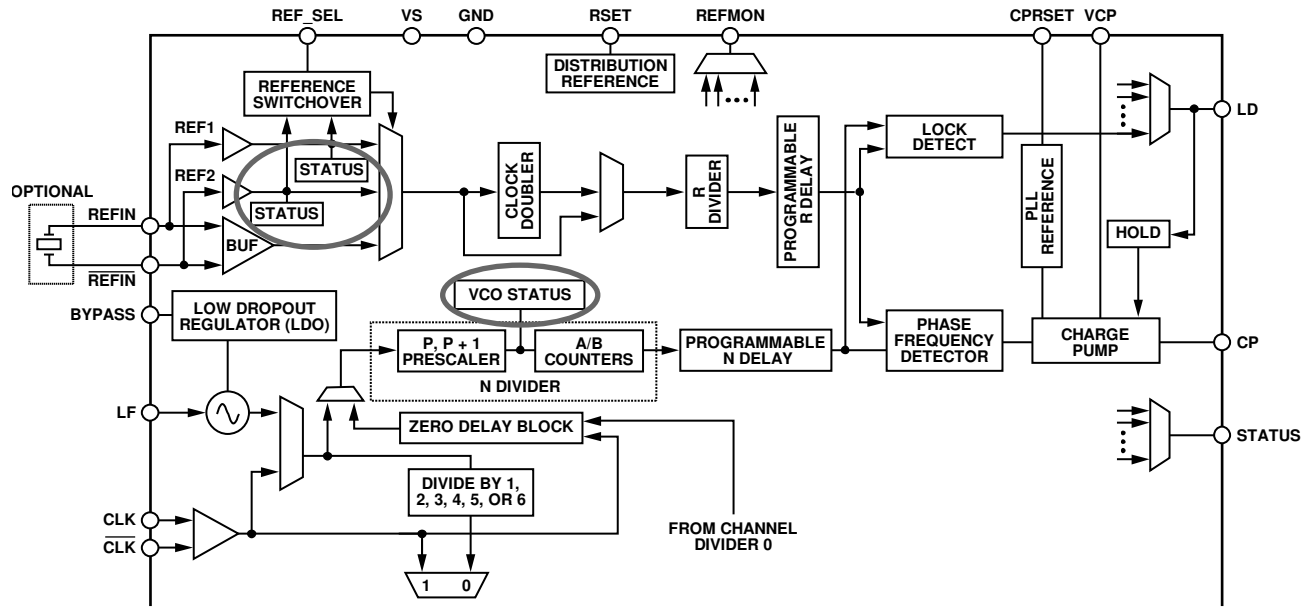 REF_SEL
VS
GND
RSET
REFMON
CPRSET
VCP
DISTRIBUTION
REFERENCE
REFERENCE
SWITCHOVER
REF1
REF2
STATUS
STATUS
BUF
OPTIONAL
REFIN
REFIN
BYPASS
LOW DROPOUT
REGULATOR (LDO)
CLOCK
DOUBLER
R
DIVIDER
PROGRAMMABLE
R DELAY
LOCK
DETECT
PLL
REFERENCE
HOLD
LD
VCO STATUS
P, P + 1
PRESCALER
A/B
COUNTERS
N DIVIDER
PROGRAMMABLE
N DELAY
PHASE
FREQUENCY
DETECTOR
CHARGE
PUMP
CP
LF
ZERO DELAY BLOCK
STATUS
DIVIDE BY 1,
2, 3, 4, 5, OR 6
FROM CHANNEL
DIVIDER 0
CLK
CLK
1 0